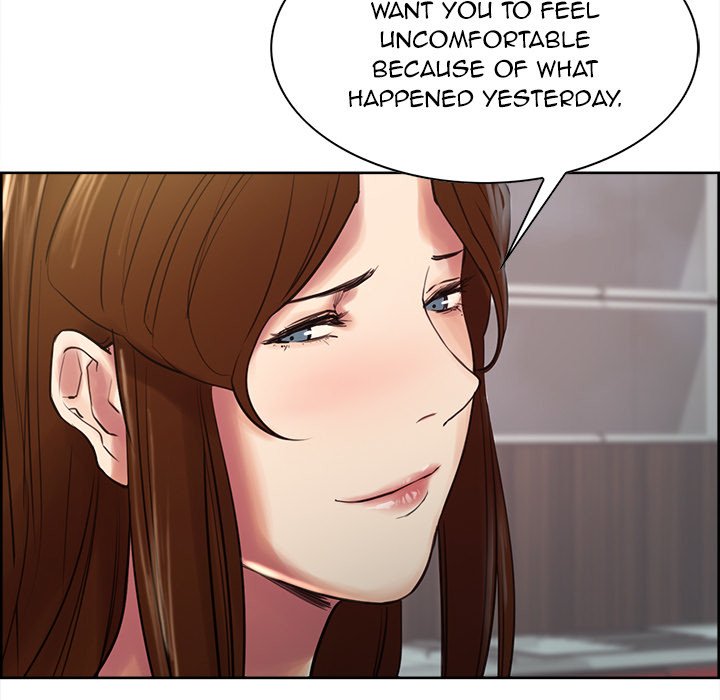 WANT YOU TO FEEL
UNCOMFORTABLE
BECAUSE OF WHAT
HAPPENED YESTERDAY.